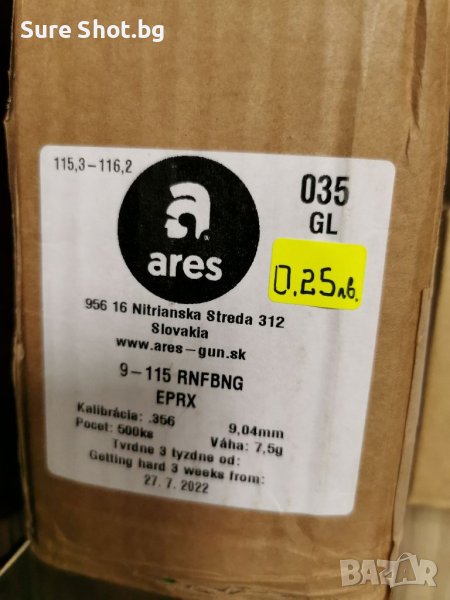 Sure Shot.bg
115,3-116,2
ares
035
GL
0.25лв.
956 16 Nitrianska Streda 312
Slovakia
www.ares-gun.sk
9-115 RNFBNG
EPRX
Kalibrácia: .356 9,04mm
Pocet: 500ks Váha: 7,5g
Tvrdne 3 tyzdne od:
Getting hard 3 weeks from:
27. 7. 2022
BAZAR